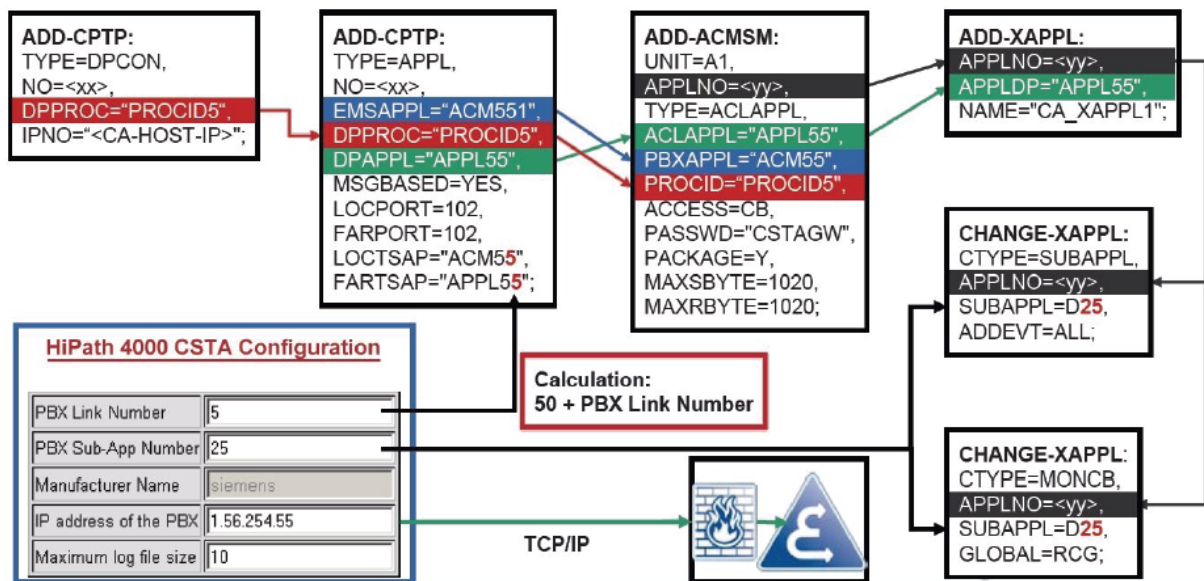 ADD-CPTP:
TYPE=DPCON,
NO=<xx>,
DPPROC=“PROCID5“,
IPNO=“<CA-HOST-IP>";
ADD-CPTP:
TYPE=APPL,
NO=<xx>,
EMSAPPL=“ACM551”,
DPPROC=“PROCID5“,
DPAPPL="APPL55",
MSGBASED=YES,
LOCPORT=102,
FARPORT=102,
LOCTSAP="ACM55",
FARTSAP="APPL55";
ADD-ACMSM:
UNIT=A1,
APPLNO=<yy>,
TYPE=ACLAPPL,
ACLAPPL="APPL55",
PBXAPPL=“ACM55",
PROCID=“PROCID5",
ACCESS=CB,
PASSWD="CSTAGW",
PACKAGE=Y,
MAXSBYTE=1020,
MAXRBYTE=1020;
ADD-XAPPL:
APPLNO=<yy>,
APPLDP="APPL55",
NAME="CA_XAPPL1";
CHANGE-XAPPL:
CTYPE=SUBAPPL,
APPLNO=<yy>,
SUBAPPL=D25,
ADDEVT=ALL;
HiPath 4000 CSTA Configuration
PBX Link Number 5
PBX Sub-App Number 25
Manufacturer Name siemens
IP address of the PBX 1.56.254.55
Maximum log file size 10
Calculation:
50 + PBX Link Number
TCP/IP
CHANGE-XAPPL:
CTYPE=MONCB,
APPLNO=<yy>,
SUBAPPL=D25,
GLOBAL=RCG;